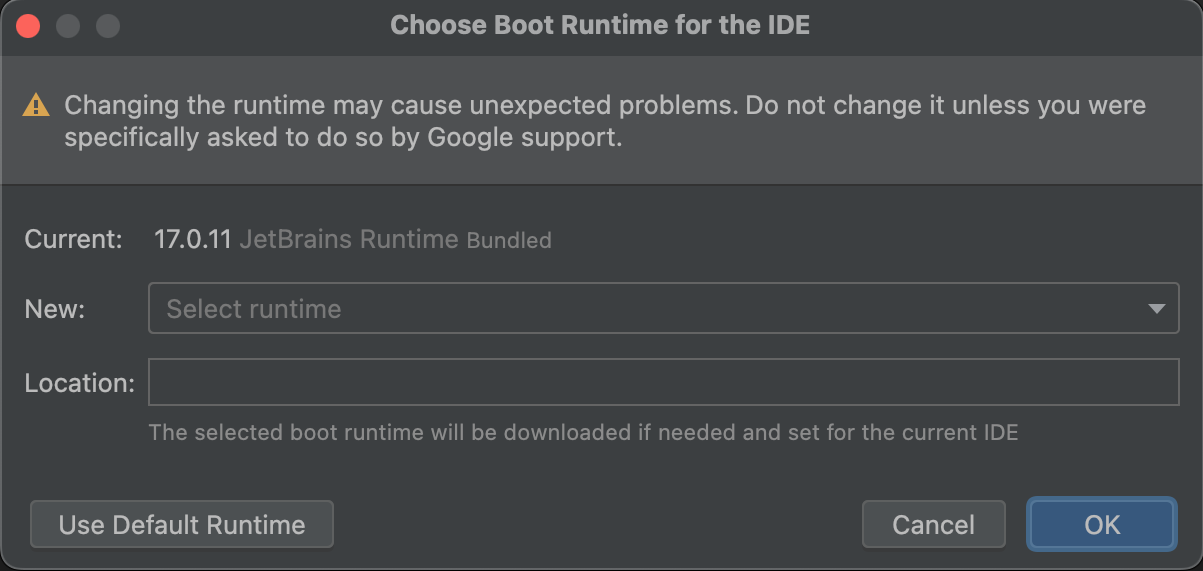 Choose Boot Runtime for the IDE
Changing the runtime may cause unexpected problems. Do not change it unless you were
specifically asked to do so by Google support.
Current: 17.0.11 JetBrains Runtime Bundled
New: Select runtime
Location:
The selected boot runtime will be downloaded if needed and set for the current IDE
Use Default Runtime Cancel OK